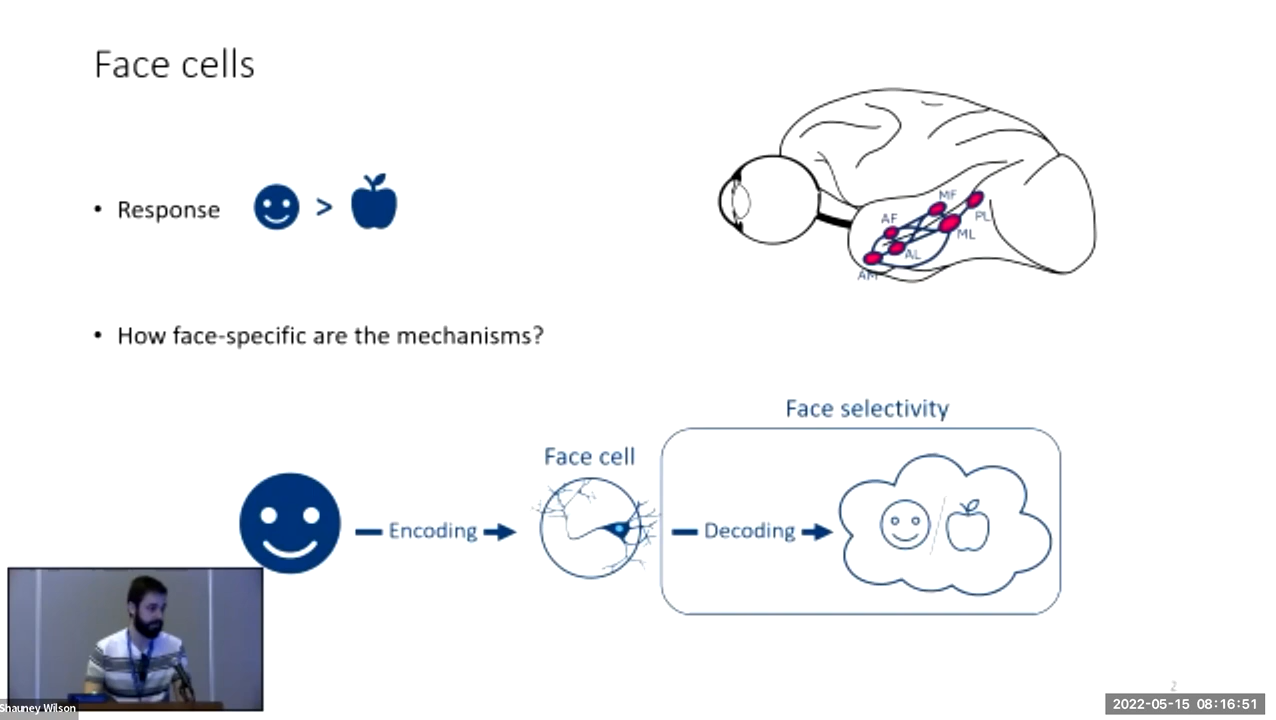 Face cells
• Response
>
MF
AF
PL
ML
AL
AM
• How face-specific are the mechanisms?
Face selectivity
Face cell
Encoding
Decoding
2
Shauney Wilson
2022-05-15 08:16:51